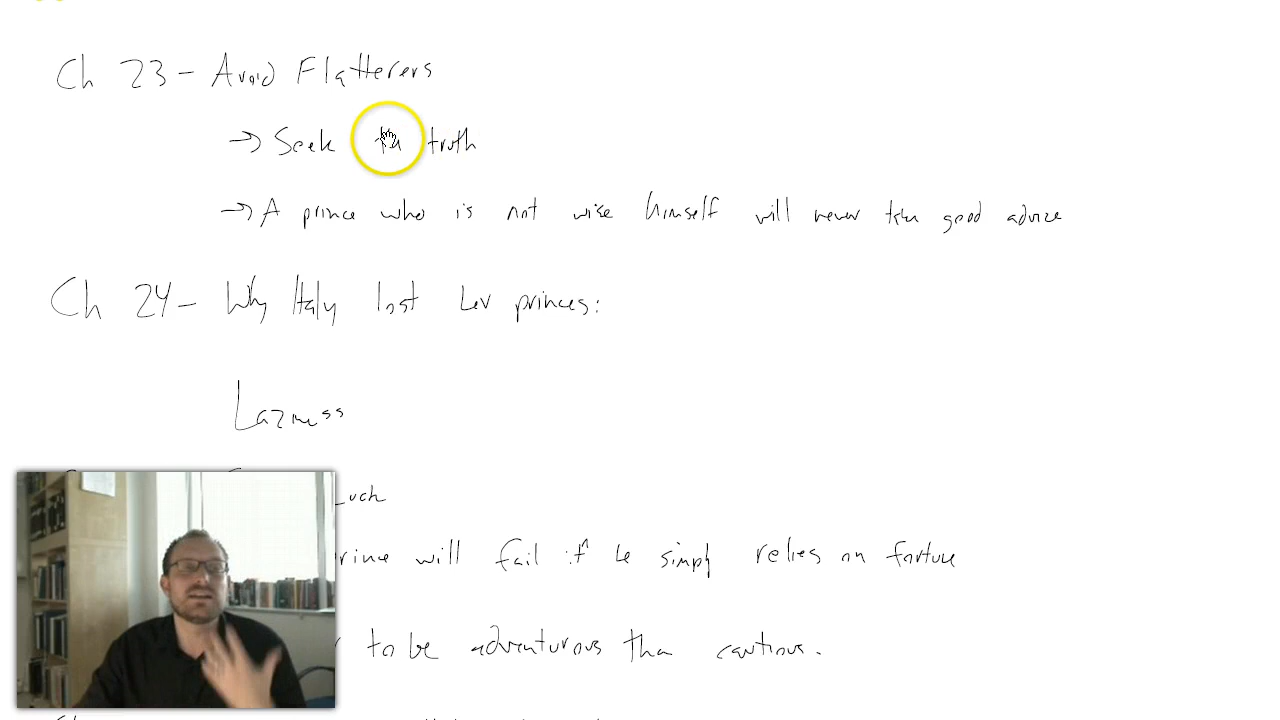 Ch 23 - Avoid Flatterers
→ Seek the truth
→ A prince who is not wise himself will never take good advice
Ch 24 - Why Italy lost her princes:
Laziness
Luck
prince will fail if he simply relies on fortune
to be adventurous than cautious.